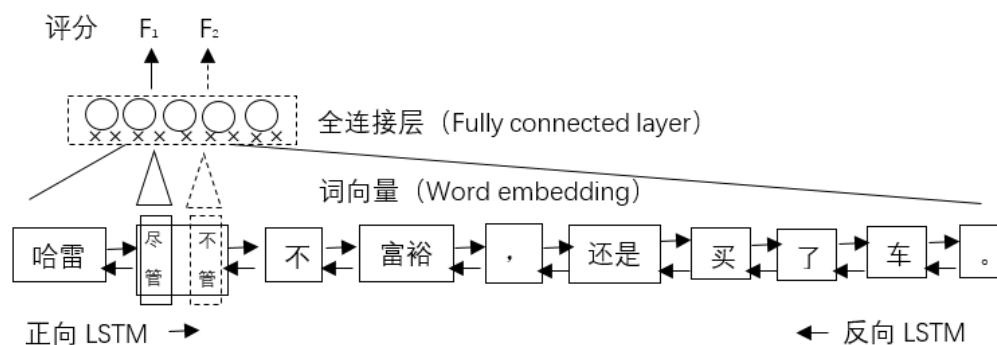 评分 F₁ F₂
全连接层（Fully connected layer）
词向量（Word embedding）
哈雷 尽管 不管 不 富裕 ， 还是 买 了 车 。
正向 LSTM 反向 LSTM